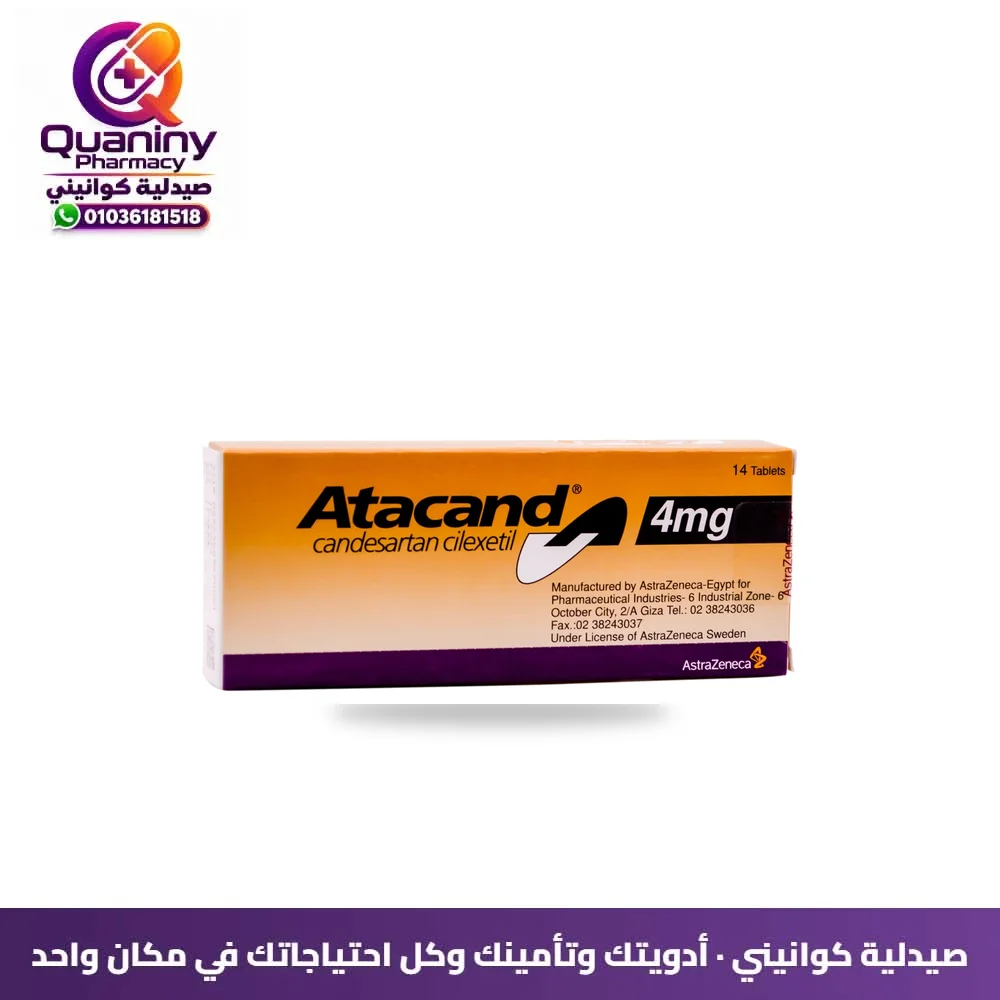 Quaniny
Pharmacy
صيدلية كوانيني
01036181518
14 Tablets
Atacand®
4mg
candesartan cilexetil
Manufactured by AstraZeneca-Egypt for
Pharmaceutical Industries- 6 Industrial Zone- 6
October City, 2/A Giza Tel.: 02 38243036
Fax.:02 38243037
Under License of AstraZeneca Sweden
AstraZeneca
صيدلية كوانيني · أدويتك وتأمينك وكل احتياجاتك في مكان واحد